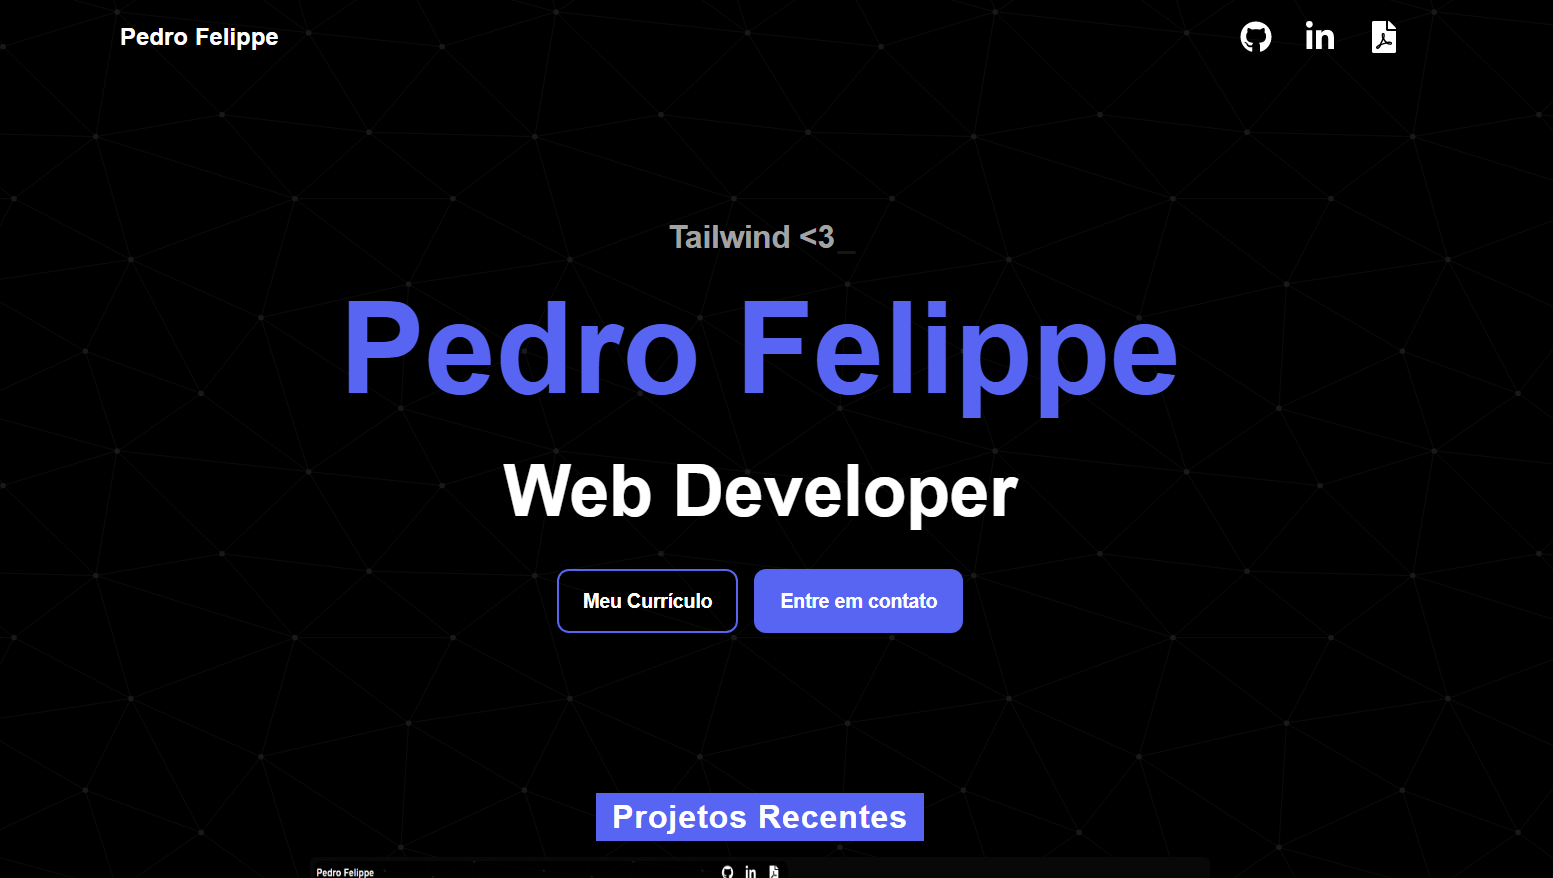 Pedro Felippe
in
Tailwind <3_
Pedro Felippe
Web Developer
Meu Currículo
Entre em contato
Projetos Recentes
Pedro Felippe
in